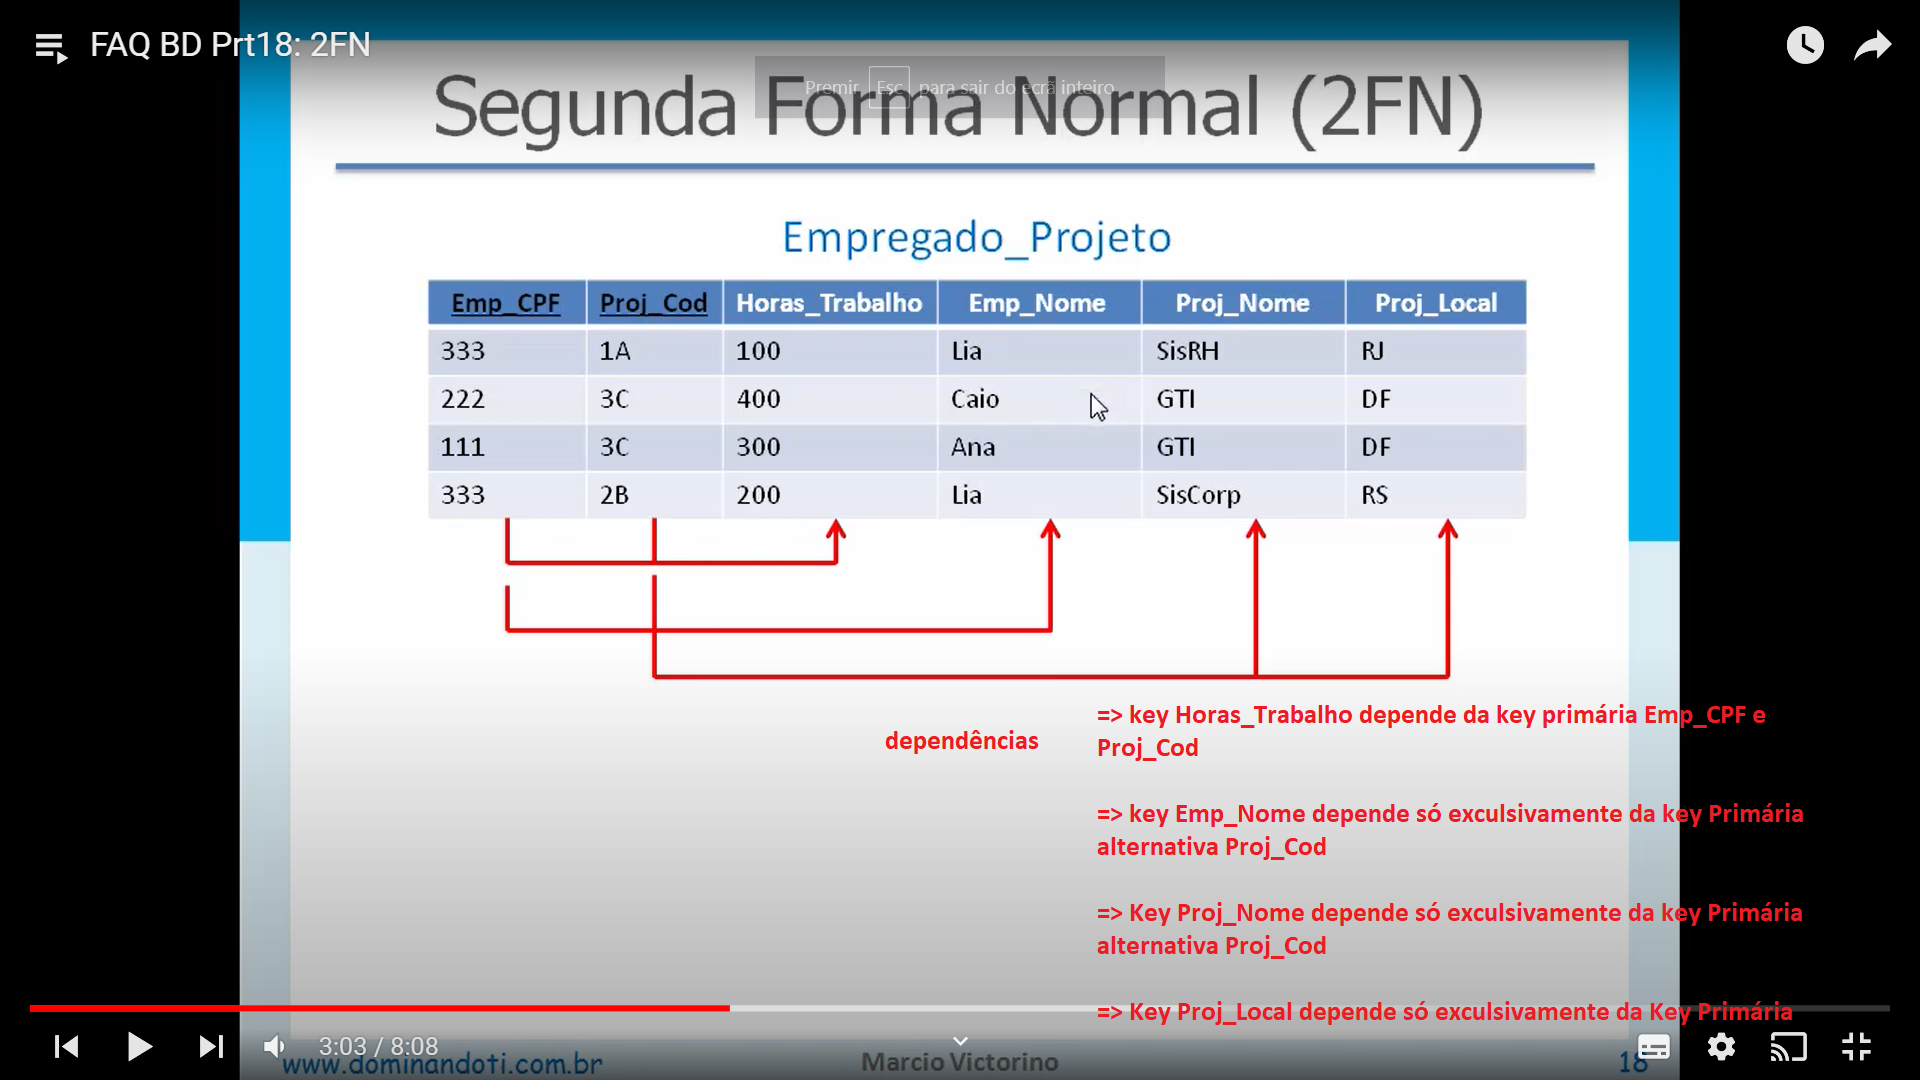 FAQ BD Prt18: 2FN
Premir Esc para sair do ecrã inteiro
Segunda Forma Normal (2FN)
Empregado_Projeto
Emp_CPF Proj_Cod Horas_Trabalho Emp_Nome Proj_Nome Proj_Local
333 1A 100 Lia SisRH RJ
222 3C 400 Caio GTI DF
111 3C 300 Ana GTI DF
333 2B 200 Lia SisCorp RS
dependências
=> key Horas_Trabalho depende da key primária Emp_CPF e
Proj_Cod
=> key Emp_Nome depende só exculsivamente da key Primária
alternativa Proj_Cod
=> Key Proj_Nome depende só exculsivamente da key Primária
alternativa Proj_Cod
=> Key Proj_Local depende só exculsivamente da Key Primária
3:03 / 8:08
www.dominandoti.com.br Marcio Victorino 18